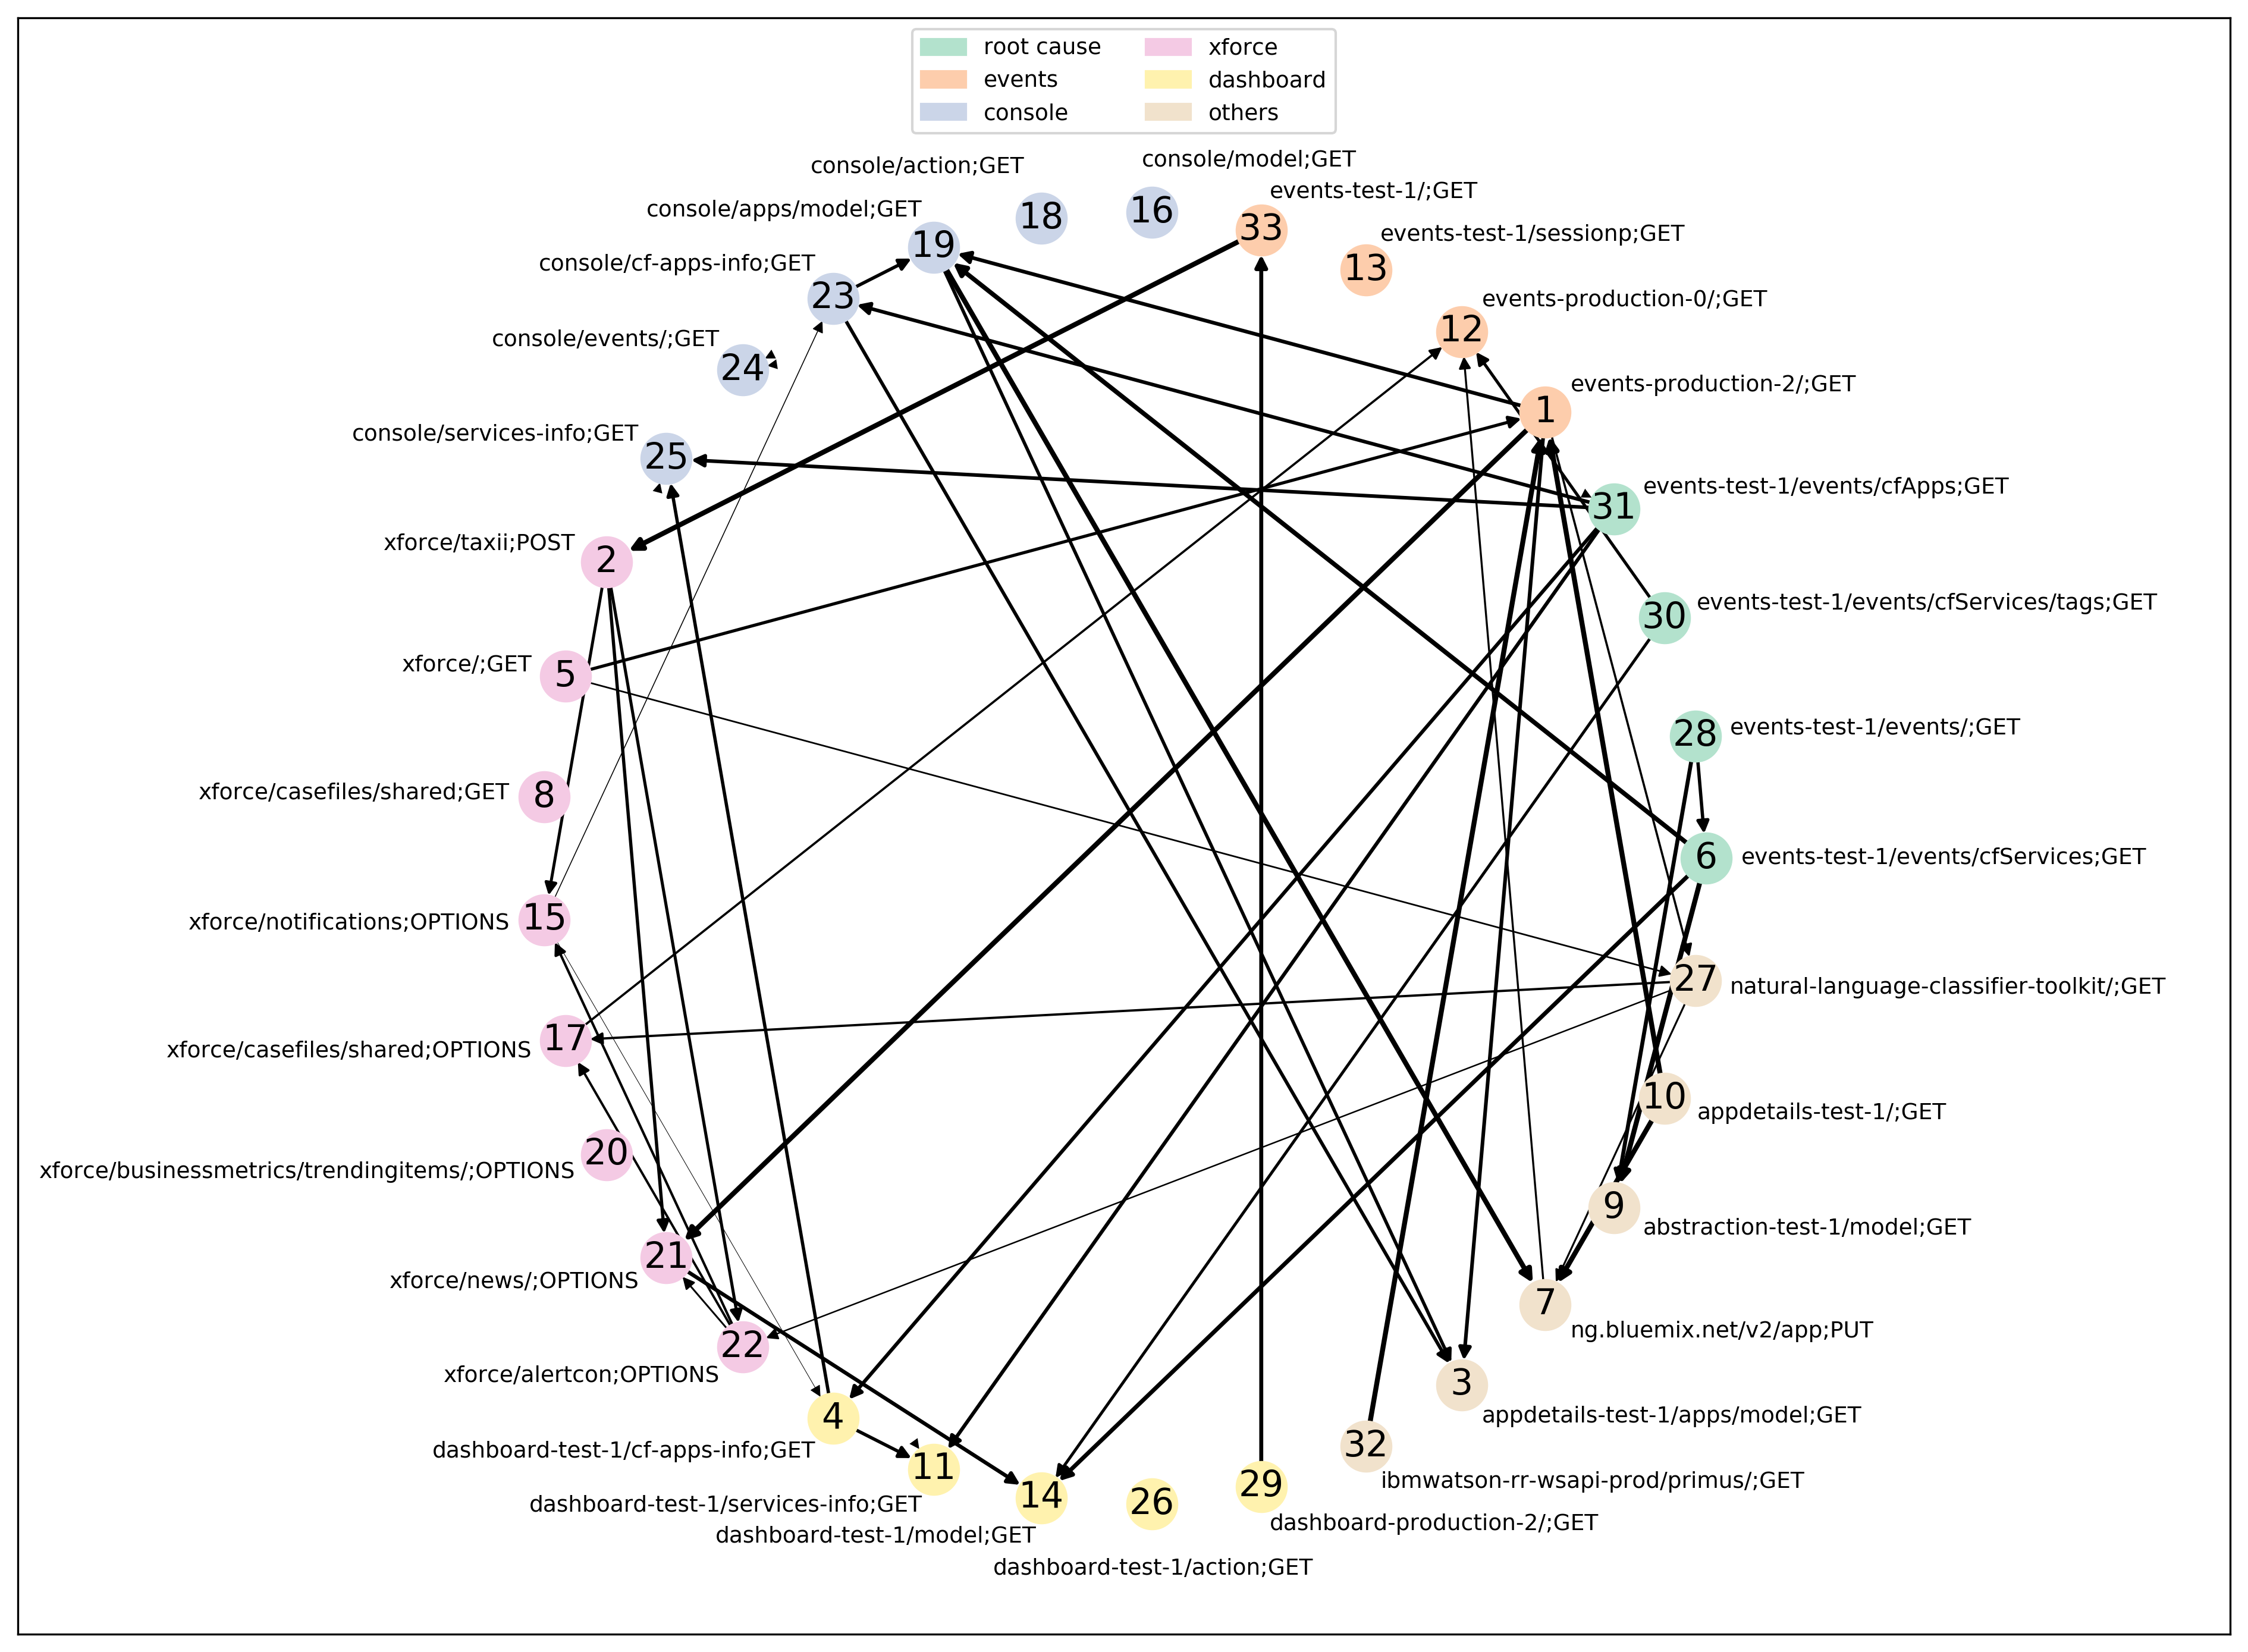 root cause
events
console
xforce
dashboard
others
console/action;GET
18
console/model;GET
16
console/apps/model;GET
19
events-test-1/;GET
33
console/cf-apps-info;GET
23
events-test-1/sessionp;GET
13
console/events/;GET
24
events-production-0/;GET
12
events-production-2/;GET
1
console/services-info;GET
25
events-test-1/events/cfApps;GET
31
xforce/taxii;POST
2
events-test-1/events/cfServices/tags;GET
30
xforce/;GET
5
events-test-1/events/;GET
28
xforce/casefiles/shared;GET
8
events-test-1/events/cfServices;GET
6
xforce/notifications;OPTIONS
15
natural-language-classifier-toolkit/;GET
27
xforce/casefiles/shared;OPTIONS
17
appdetails-test-1/;GET
10
xforce/businessmetrics/trendingitems/;OPTIONS
20
abstraction-test-1/model;GET
9
xforce/news/;OPTIONS
21
ng.bluemix.net/v2/app;PUT
7
xforce/alertcon;OPTIONS
22
appdetails-test-1/apps/model;GET
3
dashboard-test-1/cf-apps-info;GET
4
ibmwatson-rr-wsapi-prod/primus/;GET
32
dashboard-test-1/services-info;GET
11
dashboard-production-2/;GET
29
dashboard-test-1/model;GET
14
dashboard-test-1/action;GET
26